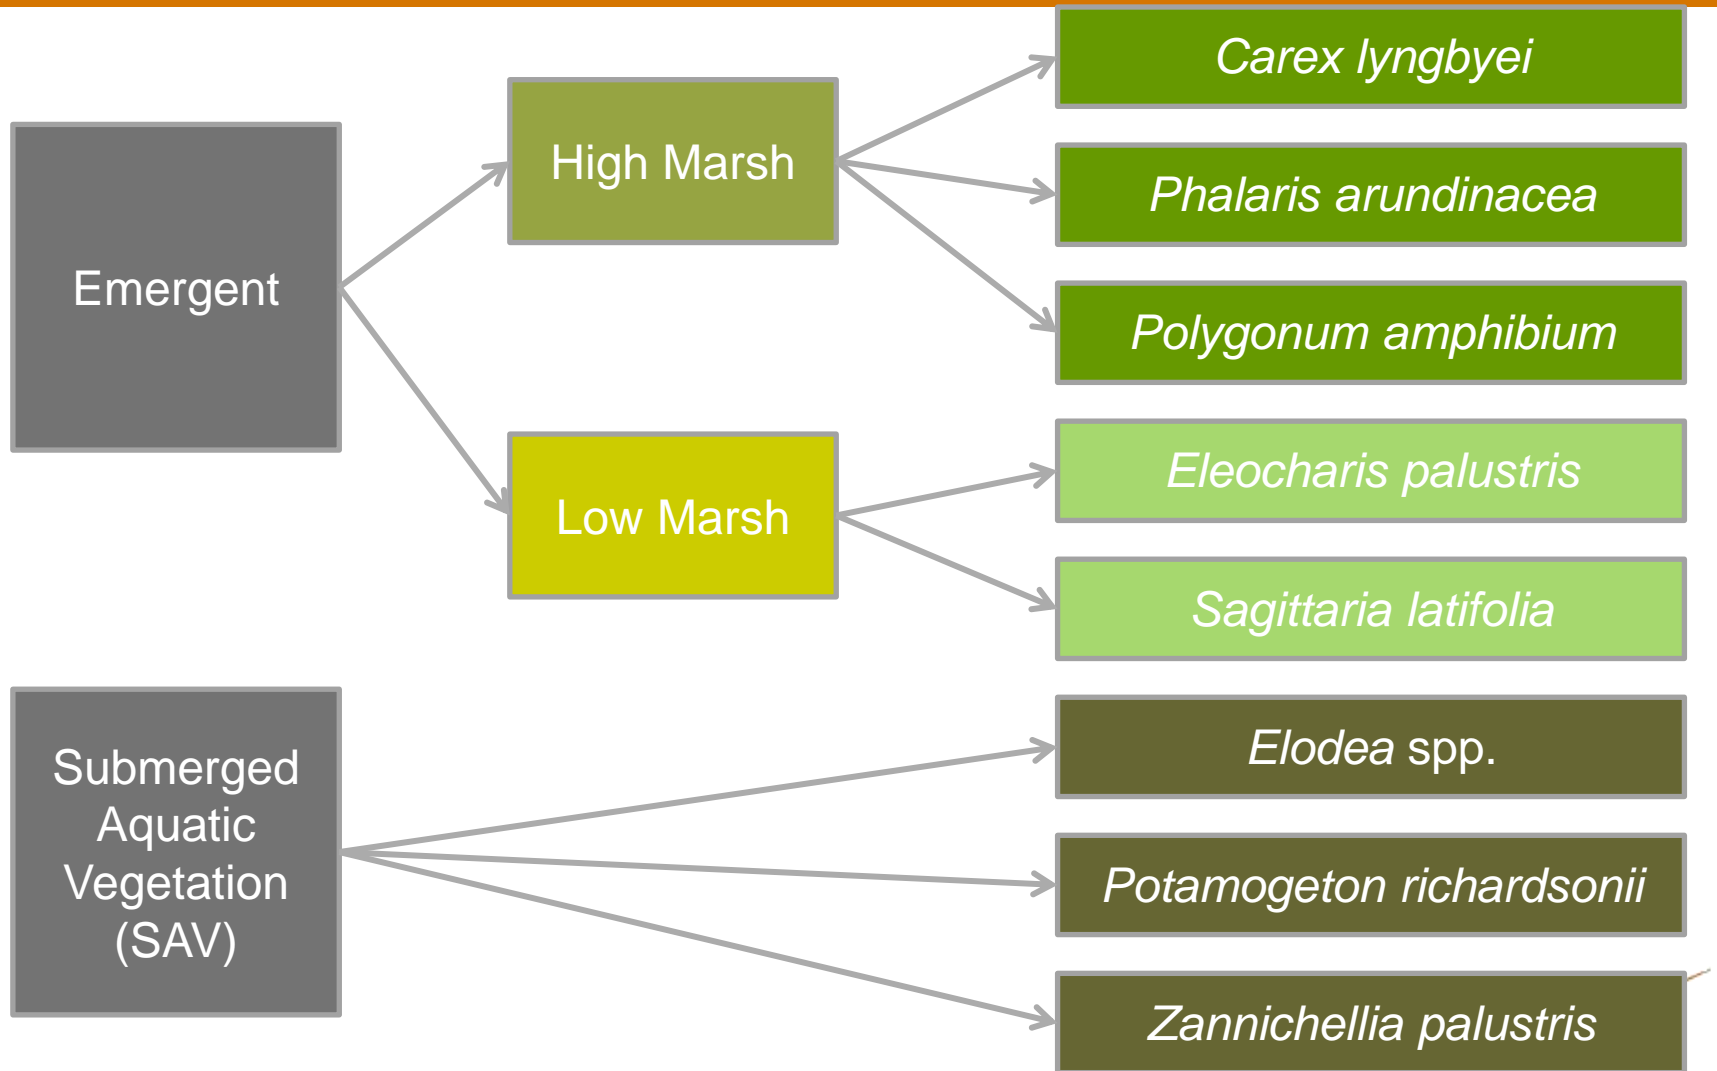 Emergent
High Marsh
Low Marsh
Carex lyngbyei
Phalaris arundinacea
Polygonum amphibium
Eleocharis palustris
Sagittaria latifolia
Submerged
Aquatic
Vegetation
(SAV)
Elodea spp.
Potamogeton richardsonii
Zannichellia palustris